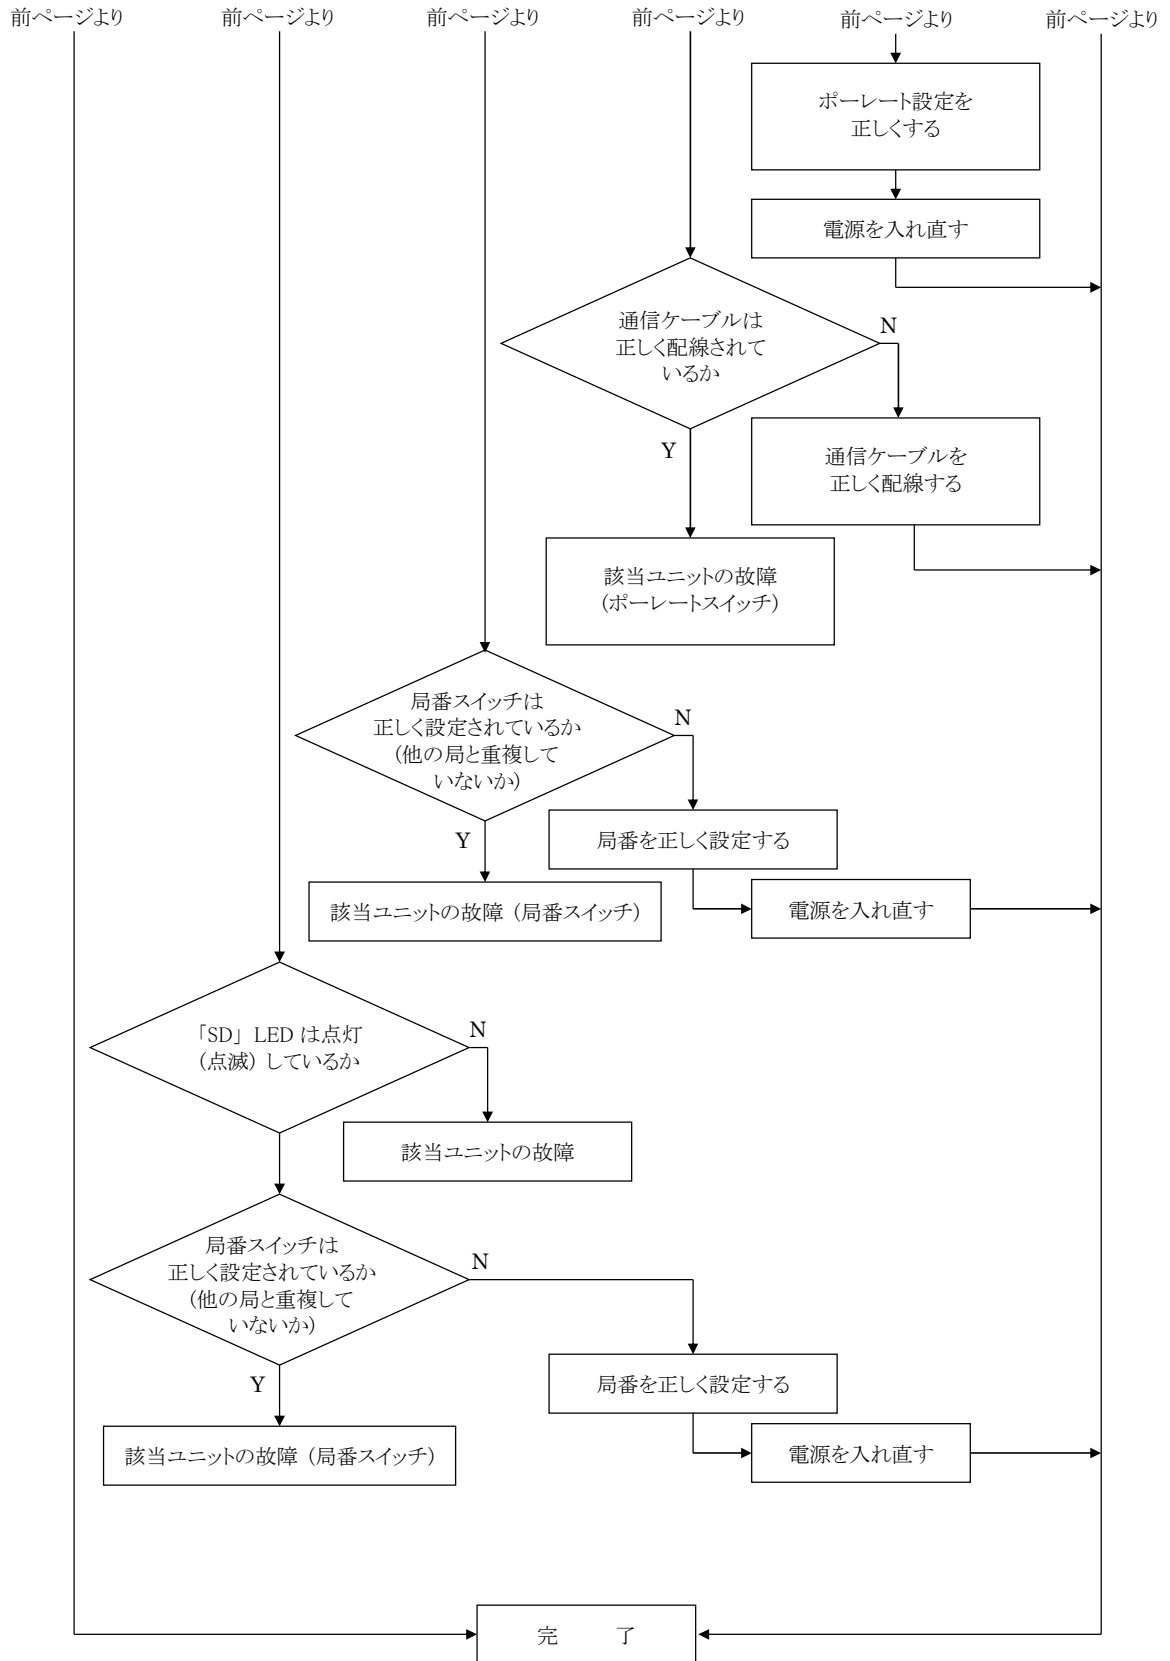 前ページより
前ページより
前ページより
前ページより
前ページより
前ページより
ボーレート設定を
正しくする
電源を入れ直す
通信ケーブルは
正しく配線されて
いるか
N
Y
通信ケーブルを
正しく配線する
該当ユニットの故障
(ボーレートスイッチ)
局番スイッチは
正しく設定されているか
(他の局と重複して
いないか)
N
Y
局番を正しく設定する
該当ユニットの故障 (局番スイッチ)
電源を入れ直す
「SD」 LED は点灯
(点滅) しているか
N
該当ユニットの故障
局番スイッチは
正しく設定されているか
(他の局と重複して
いないか)
N
Y
局番を正しく設定する
該当ユニットの故障 (局番スイッチ)
電源を入れ直す
完 了